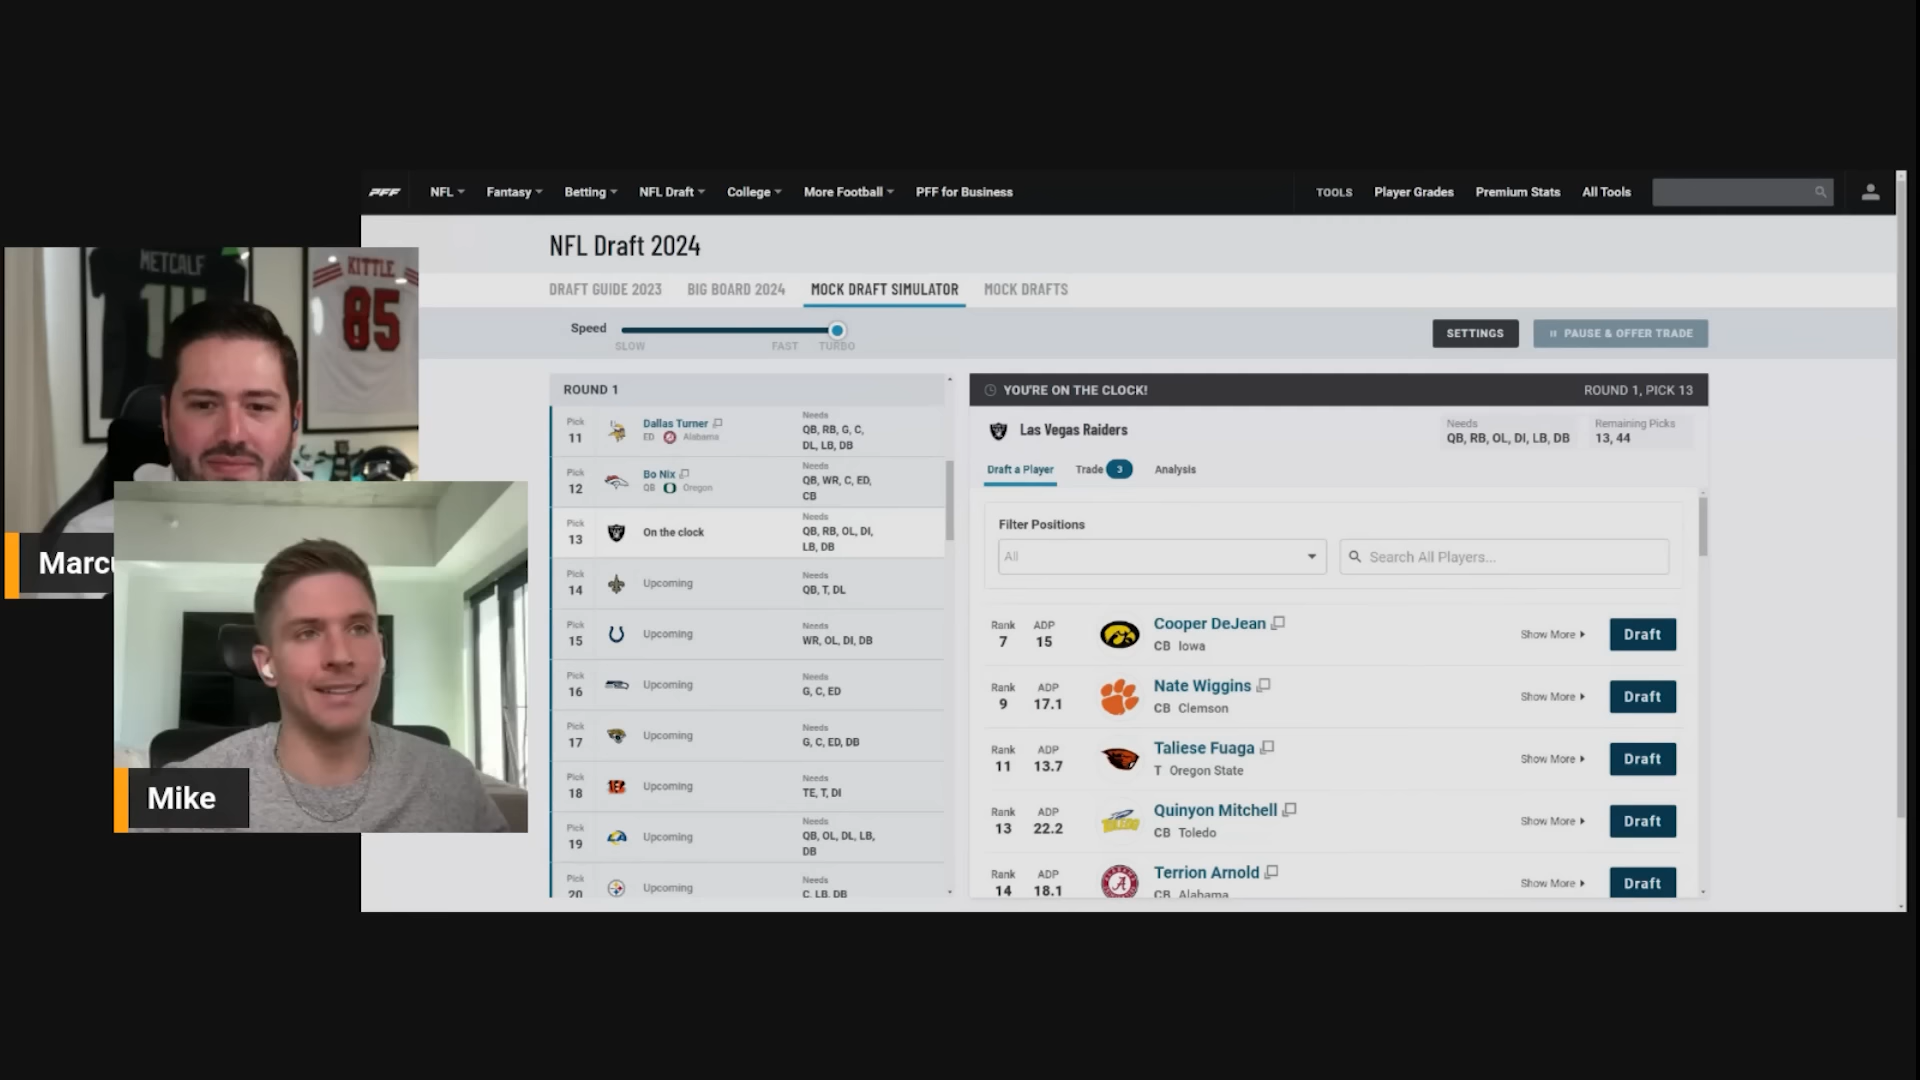 PFF NFL Fantasy Betting NFL Draft College More Football PFF for Business TOOLS Player Grades Premium Stats All Tools
NFL Draft 2024
DRAFT GUIDE 2023 BIG BOARD 2024 MOCK DRAFT SIMULATOR MOCK DRAFTS
Speed
SLOW FAST TURBO
SETTINGS
PAUSE & OFFER TRADE
METCALF
KITTLE
85
Marcu
Mike
ROUND 1
Pick 11
Dallas Turner
ED Alabama
Needs
QB, RB, G, C,
DL, LB, DB
Pick 12
Bo Nix
QB Oregon
Needs
QB, WR, C, ED,
CB
Pick 13
On the clock
Needs
QB, RB, OL, DI,
LB, DB
Pick 14
Upcoming
Needs
QB, T, DL
Pick 15
Upcoming
Needs
WR, OL, DI, DB
Pick 16
Upcoming
Needs
G, C, ED
Pick 17
Upcoming
Needs
G, C, ED, DB
Pick 18
Upcoming
Needs
TE, T, DI
Pick 19
Upcoming
Needs
QB, OL, DL, LB,
DB
Pick 20
Upcoming
Needs
C, LB, DB
YOU'RE ON THE CLOCK!
ROUND 1, PICK 13
Las Vegas Raiders
Needs
QB, RB, OL, DI, LB, DB
Remaining Picks
13, 44
Draft a Player Trade 3 Analysis
Filter Positions
All
Search All Players...
Rank 7
ADP 15
Cooper DeJean
CB Iowa
Show More
Draft
Rank 9
ADP 17.1
Nate Wiggins
CB Clemson
Show More
Draft
Rank 11
ADP 13.7
Taliese Fuaga
T Oregon State
Show More
Draft
Rank 13
ADP 22.2
Quinyon Mitchell
CB Toledo
Show More
Draft
Rank 14
ADP 18.1
Terrion Arnold
CB Alabama
Show More
Draft